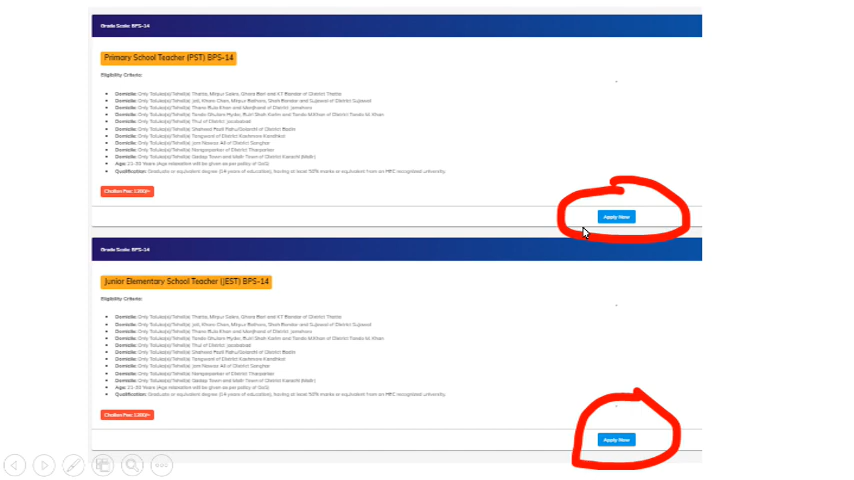 Grade Scale: BPS-14
Primary School Teacher (PST) BPS-14
Eligibility Criteria:
Domicile: Only Taluka(s)/Tehsil(s) Thatta, Mirpur Sakro, Ghora Bari and KT Bander of District Thatta
Domicile: Only Taluka(s)/Tehsil(s) Jati, Kharo Chan, Mirpur Bathoro, Shah Bander and Sujawal of District Sujawal
Domicile: Only Taluka(s)/Tehsil(s) Thano Bula Khan and Manjhand of District Jamshoro
Domicile: Only Taluka(s)/Tehsil(s) Tando Ghulam Hyder, Bulri Shah Karim and Tando M.Khan of District Tando M. Khan
Domicile: Only Taluka(s)/Tehsil(s) Thul of District Jacobabad
Domicile: Only Taluka(s)/Tehsil(s) Shaheed Fazil Rahu/Golarchi of District Badin
Domicile: Only Taluka(s)/Tehsil(s) Tangwani of District Kashmore Kandhkot
Domicile: Only Taluka(s)/Tehsil(s) Jam Nawaz Ali of District Sanghar
Domicile: Only Taluka(s)/Tehsil(s) Nangarparkar of District Tharparkar
Domicile: Only Taluka(s)/Tehsil(s) Gadap Town and Malir Town of District Karachi (Malir)
Age: 21-30 Years (Age relaxation will be given as per policy of GoS)
Qualification: Graduate or equivalent degree (14 years of education), having at least 50% marks or equivalent from an HEC recognized university.
Challan Fee:
Apply Now
Grade Scale: BPS-14
Junior Elementary School Teacher (JEST) BPS-14
Eligibility Criteria:
Domicile: Only Taluka(s)/Tehsil(s) Thatta, Mirpur Sakro, Ghora Bari and KT Bander of District Thatta
Domicile: Only Taluka(s)/Tehsil(s) Jati, Kharo Chan, Mirpur Bathoro, Shah Bander and Sujawal of District Sujawal
Domicile: Only Taluka(s)/Tehsil(s) Thano Bula Khan and Manjhand of District Jamshoro
Domicile: Only Taluka(s)/Tehsil(s) Tando Ghulam Hyder, Bulri Shah Karim and Tando M.Khan of District Tando M. Khan
Domicile: Only Taluka(s)/Tehsil(s) Thul of District Jacobabad
Domicile: Only Taluka(s)/Tehsil(s) Shaheed Fazil Rahu/Golarchi of District Badin
Domicile: Only Taluka(s)/Tehsil(s) Tangwani of District Kashmore Kandhkot
Domicile: Only Taluka(s)/Tehsil(s) Jam Nawaz Ali of District Sanghar
Domicile: Only Taluka(s)/Tehsil(s) Nangarparkar of District Tharparkar
Domicile: Only Taluka(s)/Tehsil(s) Gadap Town and Malir Town of District Karachi (Malir)
Age: 21-30 Years (Age relaxation will be given as per policy of GoS)
Qualification: Graduate or equivalent degree (14 years of education), having at least 50% marks or equivalent from an HEC recognized university.
Challan Fee:
Apply Now